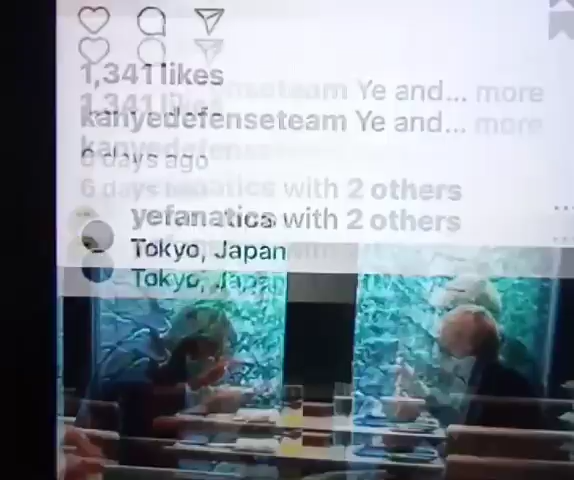 1,341 likes
kanyedefenseteam Ye and... more
6 days ago
yefanatics with 2 others
Tokyo, Japan